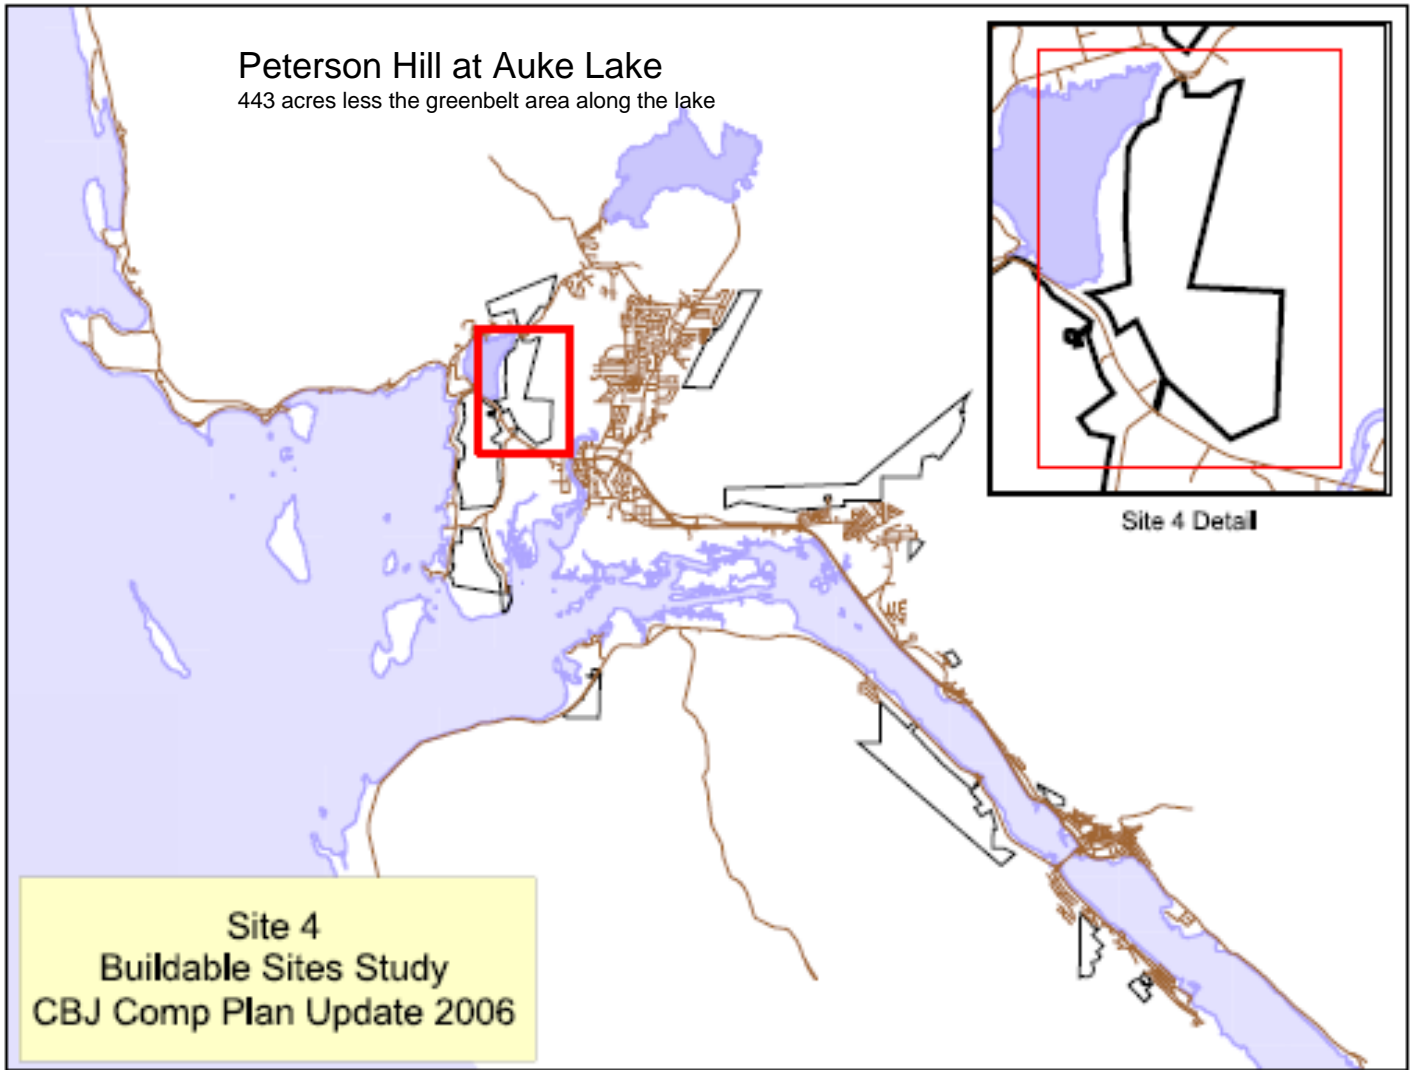 Peterson Hill at Auke Lake
443 acres less the greenbelt area along the lake
Site 4 Detail
Site 4
Buildable Sites Study
CBJ Comp Plan Update 2006